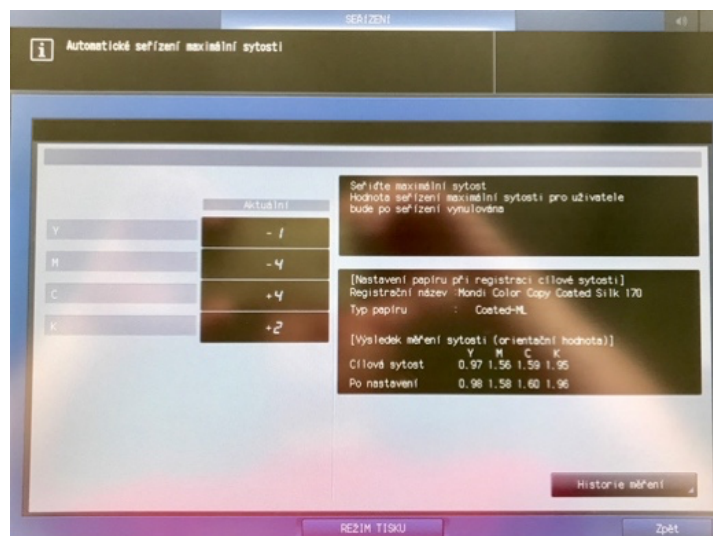 SEŘÍZENÍ
i Automatické seřízení maximální sytosti
Aktuální
Y -1
M -4
C +4
K +2
Seřiďte maximální sytost
Hodnota seřízení maximální sytosti pro uživatele
bude po seřízení vynulována
[Nastavení papíru při registraci cílové sytosti]
Registrační název :Mondi Color Copy Coated Silk 170
Typ papíru : Coated-ML
[Výsledek měření sytosti (orientační hodnota)]
Y M C K
Cílová sytost 0.97 1.56 1.59 1.95
Po nastavení 0.98 1.58 1.60 1.96
Historie měření
REŽIM TISKU
Zpět